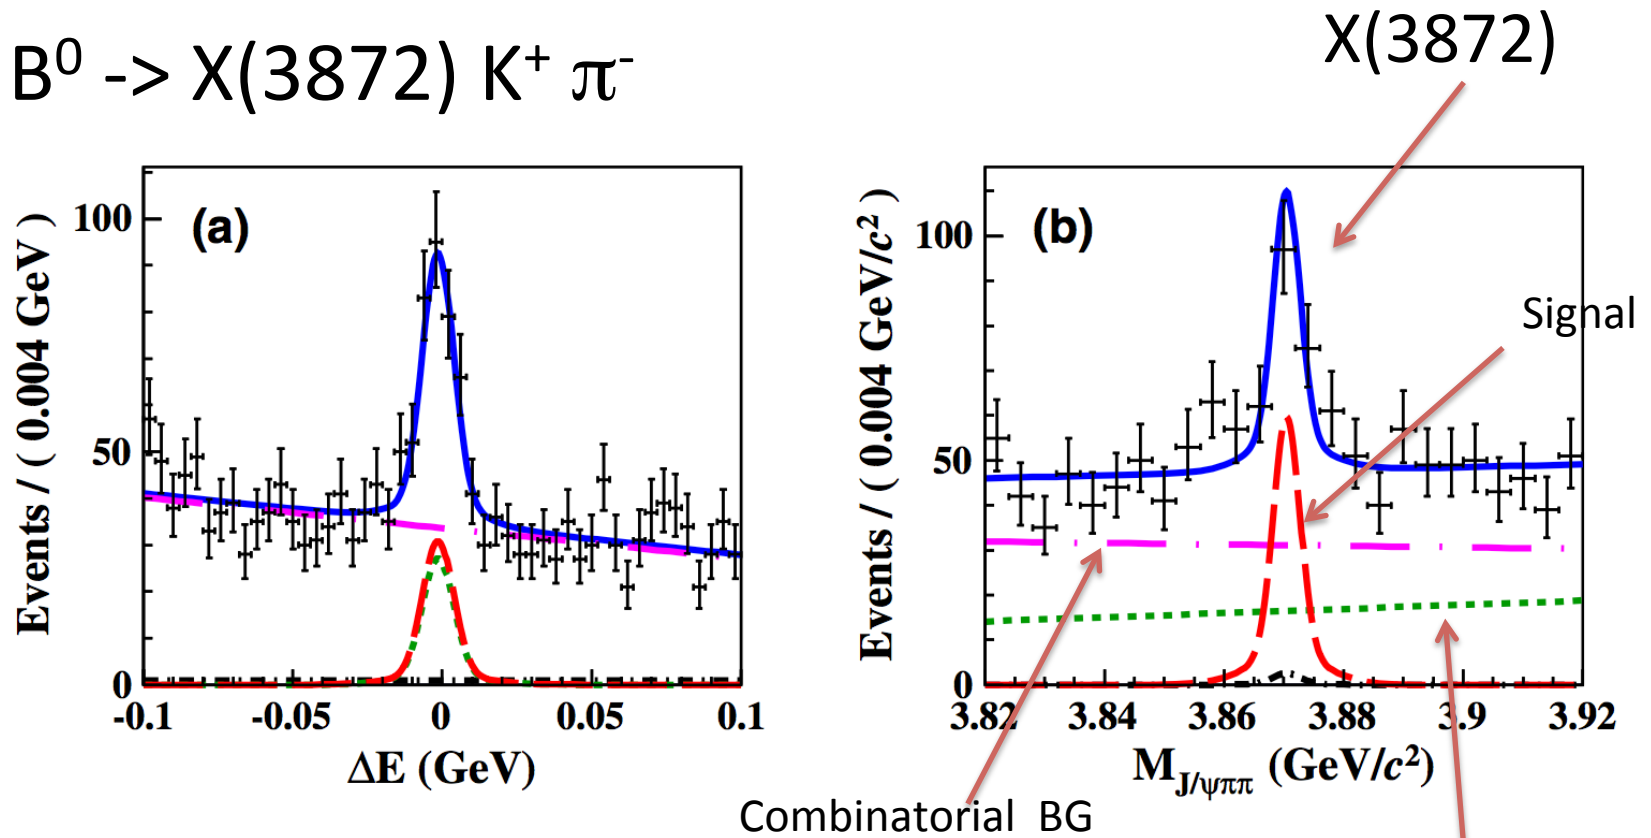 B⁰ -> X(3872) K⁺ π⁻
X(3872)
(a)
Events / ( 0.004 GeV )
100
50
0
-0.1
-0.05
0
0.05
0.1
ΔE (GeV)
(b)
Events / ( 0.004 GeV/c² )
100
50
0
3.82
3.84
3.86
3.88
3.9
3.92
M_J/ψππ (GeV/c²)
Signal
Combinatorial BG